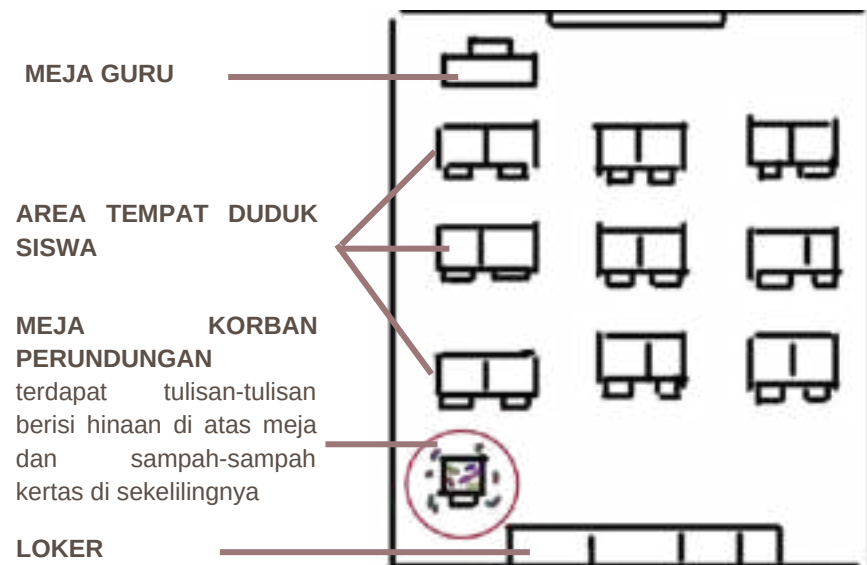 MEJA GURU
AREA TEMPAT DUDUK
SISWA
MEJA KORBAN
PERUNDUNGAN
terdapat tulisan-tulisan
berisi hinaan di atas meja
dan sampah-sampah
kertas di sekelilingnya
LOKER